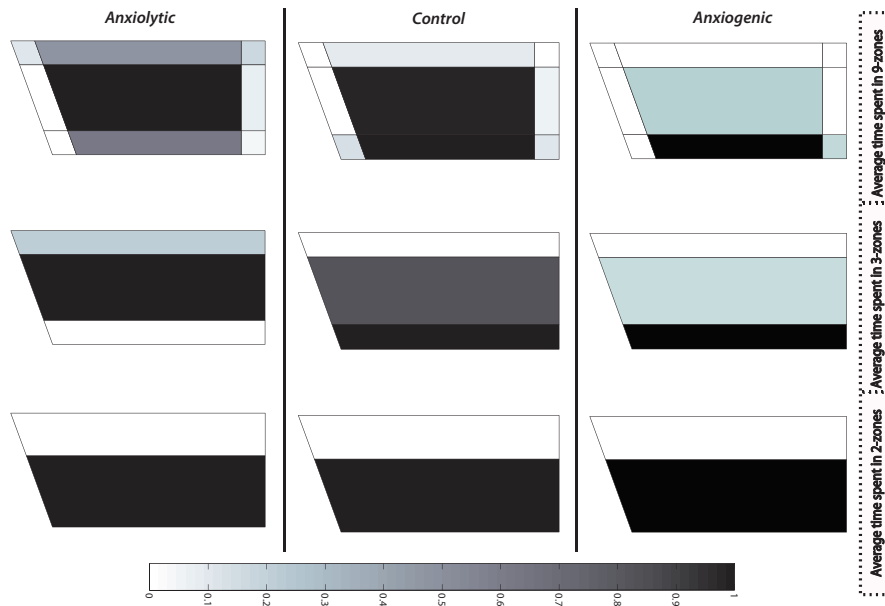 Anxiolytic
Control
Anxiogenic
Average time spent in 9-zones
Average time spent in 3-zones
Average time spent in 2-zones
0
0.1
0.2
0.3
0.4
0.5
0.6
0.7
0.8
0.9
1